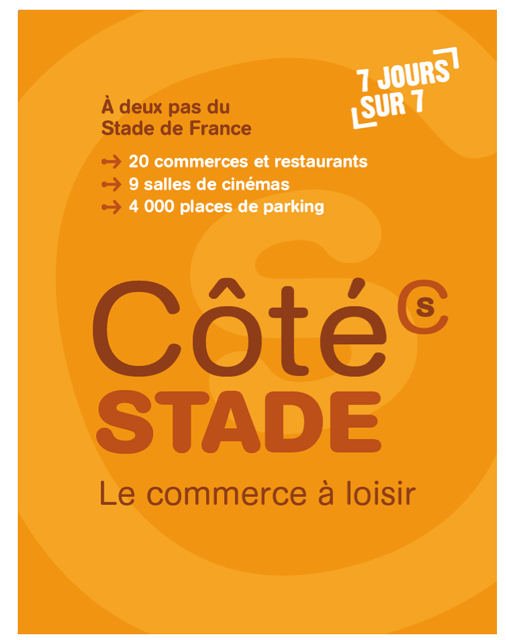 7 JOURS
SUR 7
À deux pas du
Stade de France
20 commerces et restaurants
9 salles de cinémas
4 000 places de parking
Côté Cs
STADE
Le commerce à loisir